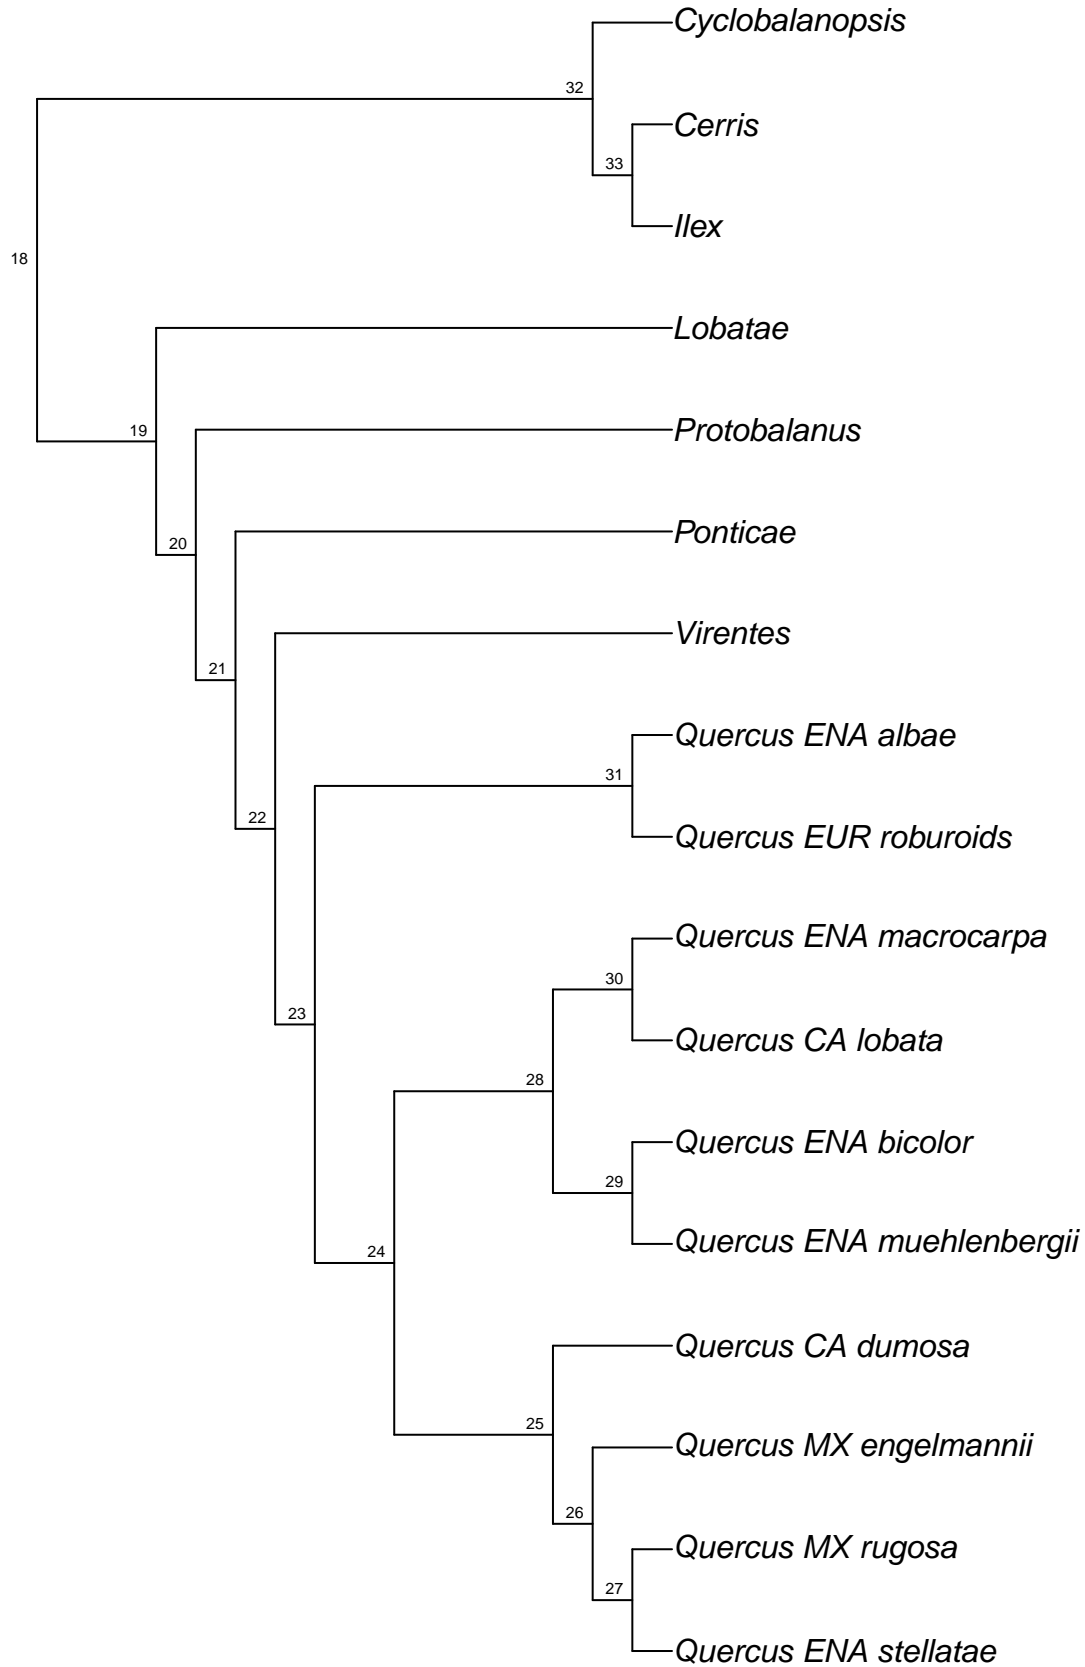 Cyclobalanopsis
32
Cerris
33
Ilex
18
Lobatae
19
Protobalanus
Ponticae
20
Virentes
21
Quercus ENA albae
31
22
Quercus EUR roburoids
Quercus ENA macrocarpa
30
23
Quercus CA lobata
28
Quercus ENA bicolor
29
Quercus ENA muehlenbergii
24
Quercus CA dumosa
25
Quercus MX engelmannii
26
Quercus MX rugosa
27
Quercus ENA stellatae